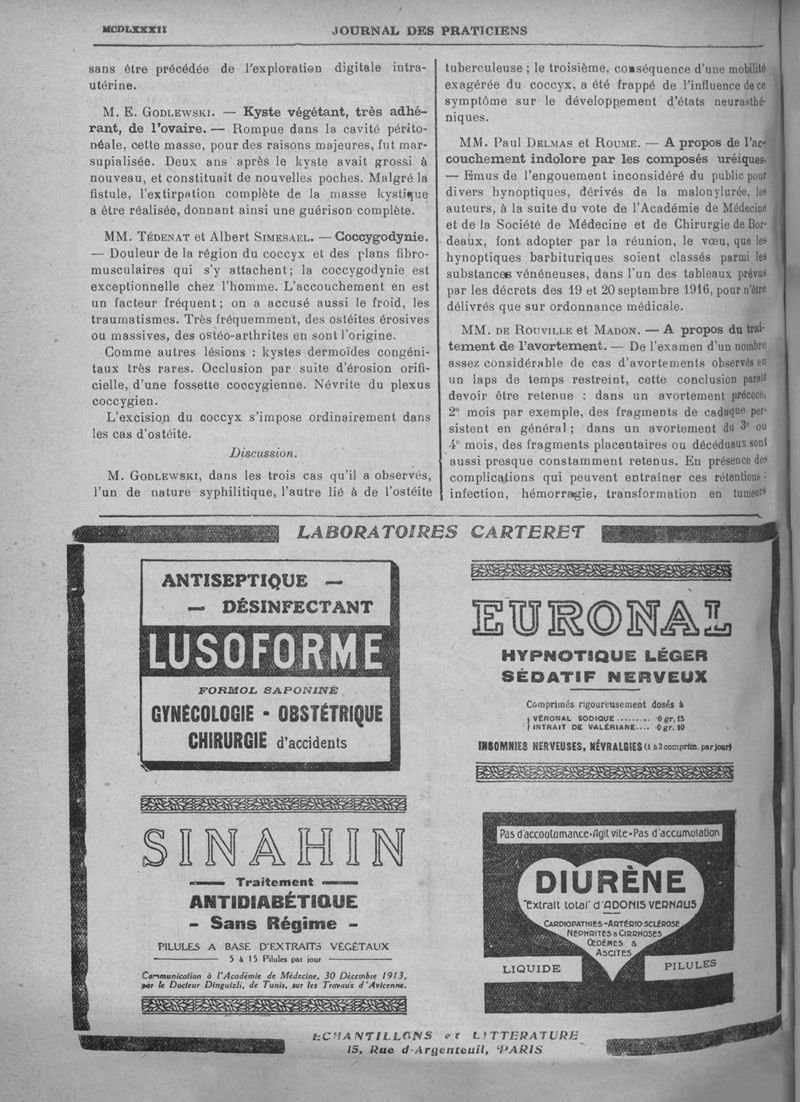 MCDLXXXII
JOURNAL DES PRATICIENS
sans être précédée de l'exploration digitale intra-
utérine.
M. E. GODLEWSKI. — Kyste végétant, très adhé-
rant, de l'ovaire. — Rompue dans la cavité périto-
néale, cette masse, pour des raisons majeures, fut mar-
supialisée. Deux ans après le kyste avait grossi à
nouveau, et constituait de nouvelles poches. Malgré la
fistule, l'extirpation complète de la masse kystique
a être réalisée, donnant ainsi une guérison complète.
MM. TÉDENAT et Albert SIMESAEL. — Coccygodynie.
— Douleur de la région du coccyx et des plans fibro-
musculaires qui s'y attachent; la coccygodynie est
exceptionnelle chez l'homme. L'accouchement en est
un facteur fréquent; on a accusé aussi le froid, les
traumatismes. Très fréquemment, des ostéites érosives
ou massives, des ostéo-arthrites en sont l'origine.
Comme autres lésions : kystes dermoïdes congéni-
taux très rares. Occlusion par suite d'érosion orifi-
cielle, d'une fossette coccygienne. Névrite du plexus
coccygien.
L'excision du coccyx s'impose ordinairement dans
les cas d'ostéite.
Discussion.
M. GODLEWSKI, dans les trois cas qu'il a observés,
l'un de nature syphilitique, l'autre lié à de l'ostéite
tuberculeuse ; le troisième, conséquence d'une mobilité
exagérée du coccyx, a été frappé de l'influence de ce
symptôme sur le développement d'états neurasthé-
niques.
MM. Paul DELMAS et ROUME. — A propos de l'ac-
couchement indolore par les composés uréiques.
— Emus de l'engouement inconsidéré du public pour
divers hynoptiques, dérivés de la malonylurée, les
auteurs, à la suite du vote de l'Académie de Médecine
et de la Société de Médecine et de Chirurgie de Bor-
deaux, font adopter par la réunion, le vœu, que les
hynoptiques barbituriques soient classés parmi les
substances vénéneuses, dans l'un des tableaux prévus
par les décrets des 19 et 20 septembre 1916, pour n'être
délivrés que sur ordonnance médicale.
MM. DE ROUVILLE et MADON. — A propos du trai-
tement de l'avortement. — De l'examen d'un nombre
assez considérable de cas d'avortements observés en
un laps de temps restreint, cette conclusion paraît
devoir être retenue : dans un avortement précoce,
2e mois par exemple, des fragments de caduque per-
sistent en général ; dans un avortement du 3e ou
4e mois, des fragments placentaires ou décéduaux sont
aussi presque constamment retenus. En présence des
complications qui peuvent entraîner ces rétentions :
infection, hémorragie, transformation en tumeurs
LABORATOIRES CARTERET
ANTISEPTIQUE —
— DÉSINFECTANT
LUSOFORME
FORMOL SAPONINÉ
GYNÉCOLOGIE - OBSTÉTRIQUE
CHIRURGIE d'accidents
EURONAL
HYPNOTIQUE LÉGER
SÉDATIF NERVEUX
Comprimés rigoureusement dosés à
VÉRONAL SODIQUE ......... 0 gr. 15
INTRAIT DE VALÉRIANE.... 0 gr. 10
INSOMNIES NERVEUSES, NÉVRALGIES (1 à 3 comprim. par jour)
SINAHIN
Traitement
ANTIDIABÉTIQUE
- Sans Régime -
PILULES A BASE D'EXTRAITS VÉGÉTAUX
5 à 15 Pilules par jour
Communication à l'Académie de Médecine, 30 Décembre 1913,
par le Docteur Dinguizli, de Tunis, sur les Travaux d'Avicenne.
Pas d'accoutumance-Agit vite-Pas d'accumulation
DIURÈNE
"Extrait total" d'ADONIS VERNALIS
CARDIOPATHIES-ARTÉRIO-SCLÉROSE
NÉPHRITES & CIRRHOSES
ŒDÈMES &
ASCITES
LIQUIDE
PILULES
ECHANTILLONS et LITTERATURE
15, Rue d'Argenteuil, PARIS